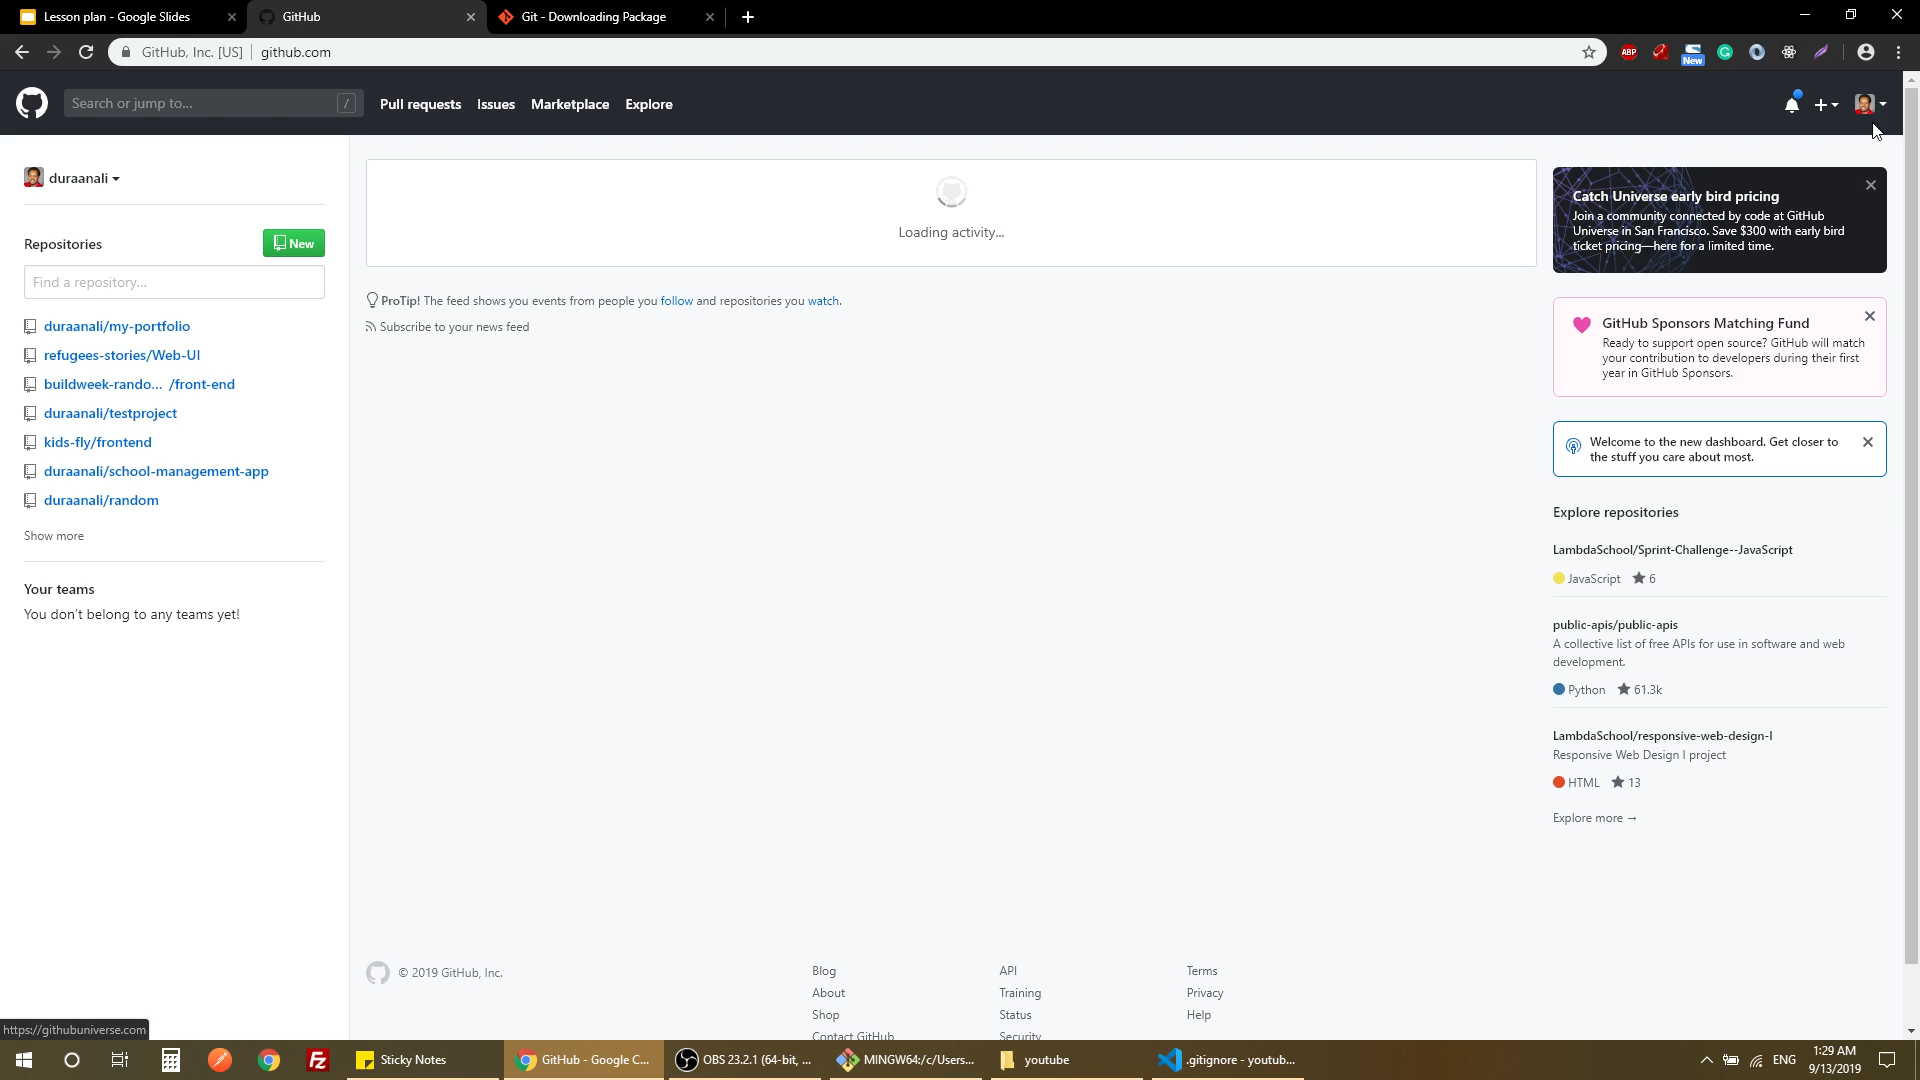 Lesson plan - Google Slides
GitHub
Git - Downloading Package
GitHub, Inc. [US]
github.com
ABP
New
Search or jump to...
/
Pull requests
Issues
Marketplace
Explore
duraanali
Repositories
New
Find a repository...
duraanali/my-portfolio
refugees-stories/Web-UI
buildweek-rando... /front-end
duraanali/testproject
kids-fly/frontend
duraanali/school-management-app
duraanali/random
Show more
Your teams
You don't belong to any teams yet!
Loading activity...
ProTip! The feed shows you events from people you follow and repositories you watch.
Subscribe to your news feed
Catch Universe early bird pricing
Join a community connected by code at GitHub
Universe in San Francisco. Save $300 with early bird
ticket pricing—here for a limited time.
GitHub Sponsors Matching Fund
Ready to support open source? GitHub will match
your contribution to developers during their first
year in GitHub Sponsors.
Welcome to the new dashboard. Get closer to
the stuff you care about most.
Explore repositories
LambdaSchool/Sprint-Challenge--JavaScript
JavaScript 6
public-apis/public-apis
A collective list of free APIs for use in software and web
development.
Python 61.3k
LambdaSchool/responsive-web-design-I
Responsive Web Design I project
HTML 13
Explore more →
© 2019 GitHub, Inc.
Blog
About
Shop
Contact GitHub
API
Training
Status
Security
Terms
Privacy
Help
https://githubuniverse.com
Sticky Notes
GitHub - Google C...
OBS 23.2.1 (64-bit, ...
MINGW64:/c/Users...
youtube
.gitignore - youtub...
ENG
1:29 AM
9/13/2019